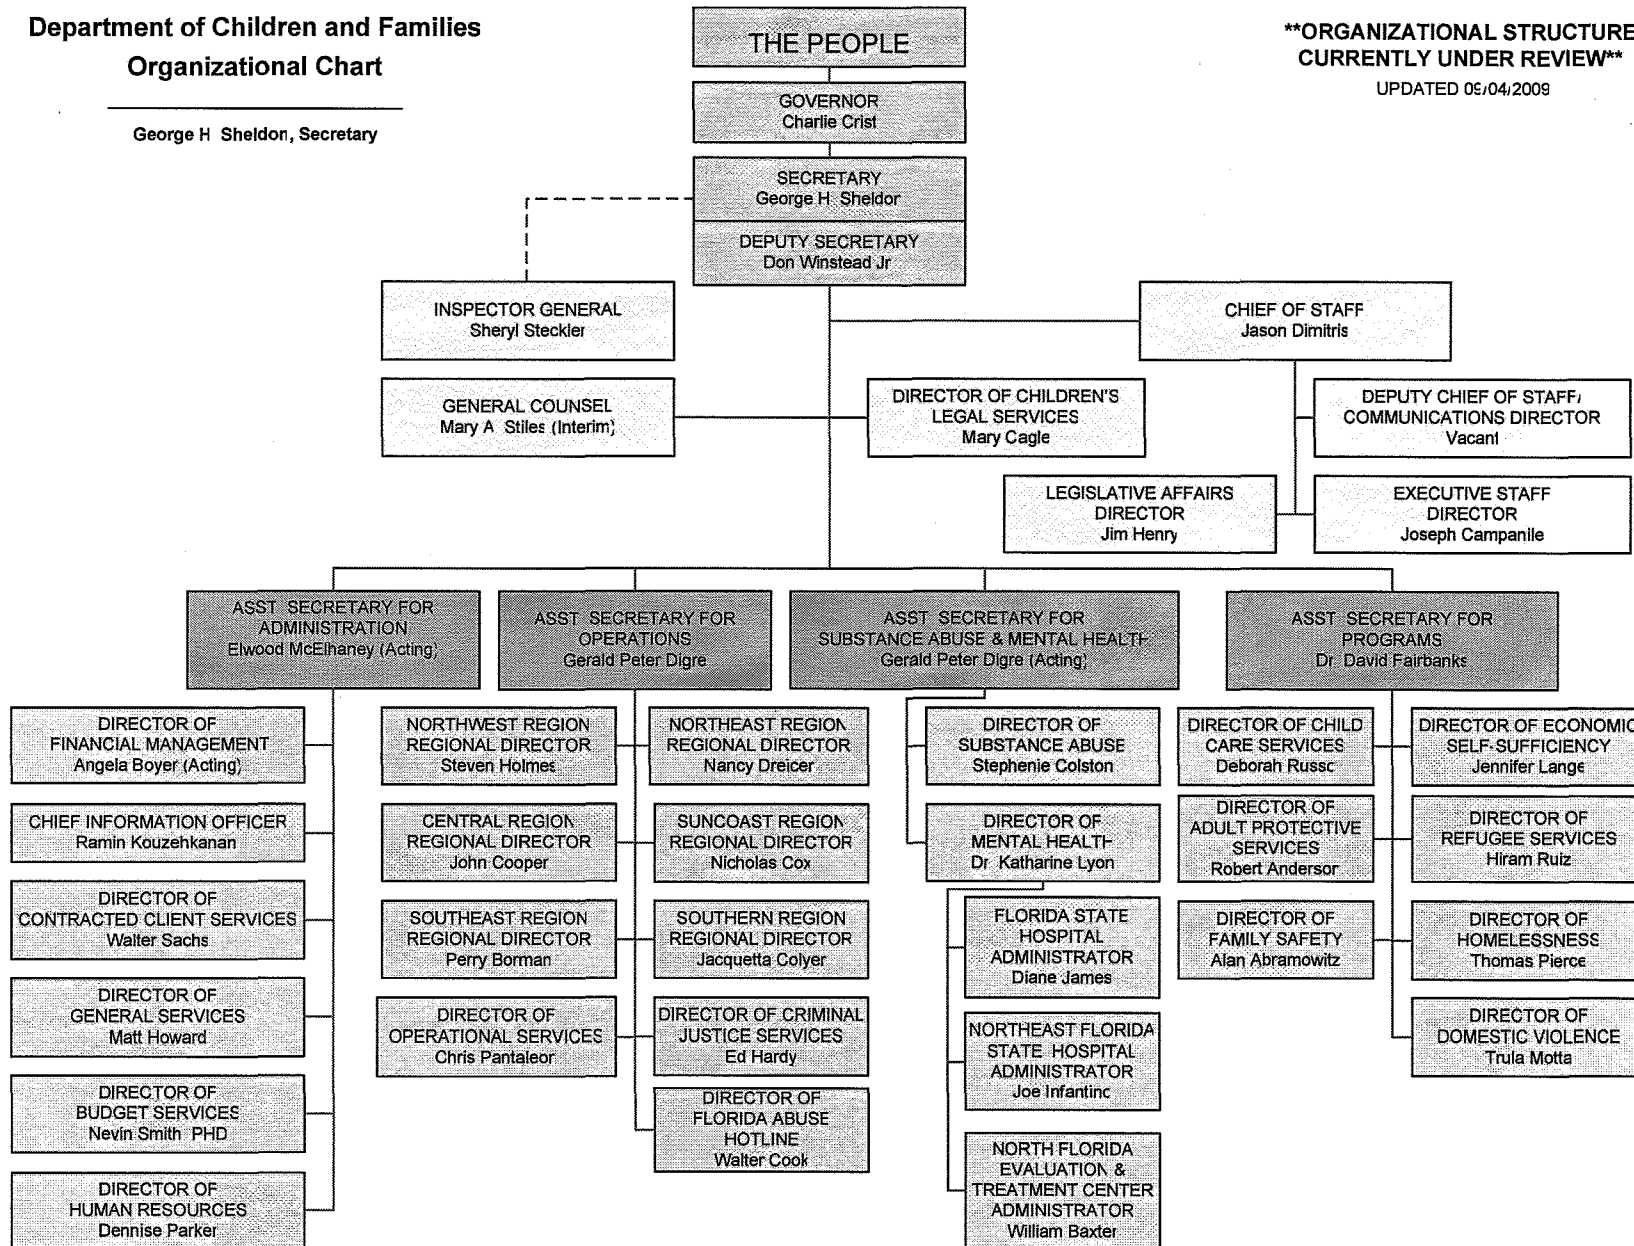 Department of Children and Families
Organizational Chart
George H Sheldon, Secretary
**ORGANIZATIONAL STRUCTURE
CURRENTLY UNDER REVIEW**
UPDATED 09/04/2009
THE PEOPLE
GOVERNOR
Charlie Crist
SECRETARY
George H. Sheldon
DEPUTY SECRETARY
Don Winstead Jr
INSPECTOR GENERAL
Sheryl Steckler
CHIEF OF STAFF
Jason Dimitris
GENERAL COUNSEL
Mary A Stiles (Interim)
DIRECTOR OF CHILDREN'S
LEGAL SERVICES
Mary Cagle
DEPUTY CHIEF OF STAFF/
COMMUNICATIONS DIRECTOR
Vacant
LEGISLATIVE AFFAIRS
DIRECTOR
Jim Henry
EXECUTIVE STAFF
DIRECTOR
Joseph Campanile
ASST SECRETARY FOR
ADMINISTRATION
Elwood McElhaney (Acting)
ASST SECRETARY FOR
OPERATIONS
Gerald Peter Digre
ASST SECRETARY FOR
SUBSTANCE ABUSE & MENTAL HEALTH
Gerald Peter Digre (Acting)
ASST SECRETARY FOR
PROGRAMS
Dr David Fairbanks
DIRECTOR OF
FINANCIAL MANAGEMENT
Angela Boyer (Acting)
CHIEF INFORMATION OFFICER
Ramin Kouzehkanan
DIRECTOR OF
CONTRACTED CLIENT SERVICES
Walter Sachs
DIRECTOR OF
GENERAL SERVICES
Matt Howard
DIRECTOR OF
BUDGET SERVICES
Nevin Smith PHD
DIRECTOR OF
HUMAN RESOURCES
Dennise Parker
NORTHWEST REGION
REGIONAL DIRECTOR
Steven Holmes
NORTHEAST REGION
REGIONAL DIRECTOR
Nancy Dreicer
CENTRAL REGION
REGIONAL DIRECTOR
John Cooper
SUNCOAST REGION
REGIONAL DIRECTOR
Nicholas Cox
SOUTHEAST REGION
REGIONAL DIRECTOR
Perry Borman
SOUTHERN REGION
REGIONAL DIRECTOR
Jacquetta Colyer
DIRECTOR OF
OPERATIONAL SERVICES
Chris Pantaleon
DIRECTOR OF CRIMINAL
JUSTICE SERVICES
Ed Hardy
DIRECTOR OF
FLORIDA ABUSE
HOTLINE
Walter Cook
DIRECTOR OF
SUBSTANCE ABUSE
Stephenie Colston
DIRECTOR OF
MENTAL HEALTH
Dr Katharine Lyon
FLORIDA STATE
HOSPITAL
ADMINISTRATOR
Diane James
NORTHEAST FLORIDA
STATE HOSPITAL
ADMINISTRATOR
Joe Infantino
NORTH FLORIDA
EVALUATION &
TREATMENT CENTER
ADMINISTRATOR
William Baxter
DIRECTOR OF CHILD
CARE SERVICES
Deborah Russo
DIRECTOR OF ECONOMIC
SELF-SUFFICIENCY
Jennifer Lange
DIRECTOR OF
ADULT PROTECTIVE
SERVICES
Robert Anderson
DIRECTOR OF
REFUGEE SERVICES
Hiram Ruiz
DIRECTOR OF
FAMILY SAFETY
Alan Abramowitz
DIRECTOR OF
HOMELESSNESS
Thomas Pierce
DIRECTOR OF
DOMESTIC VIOLENCE
Trula Motta